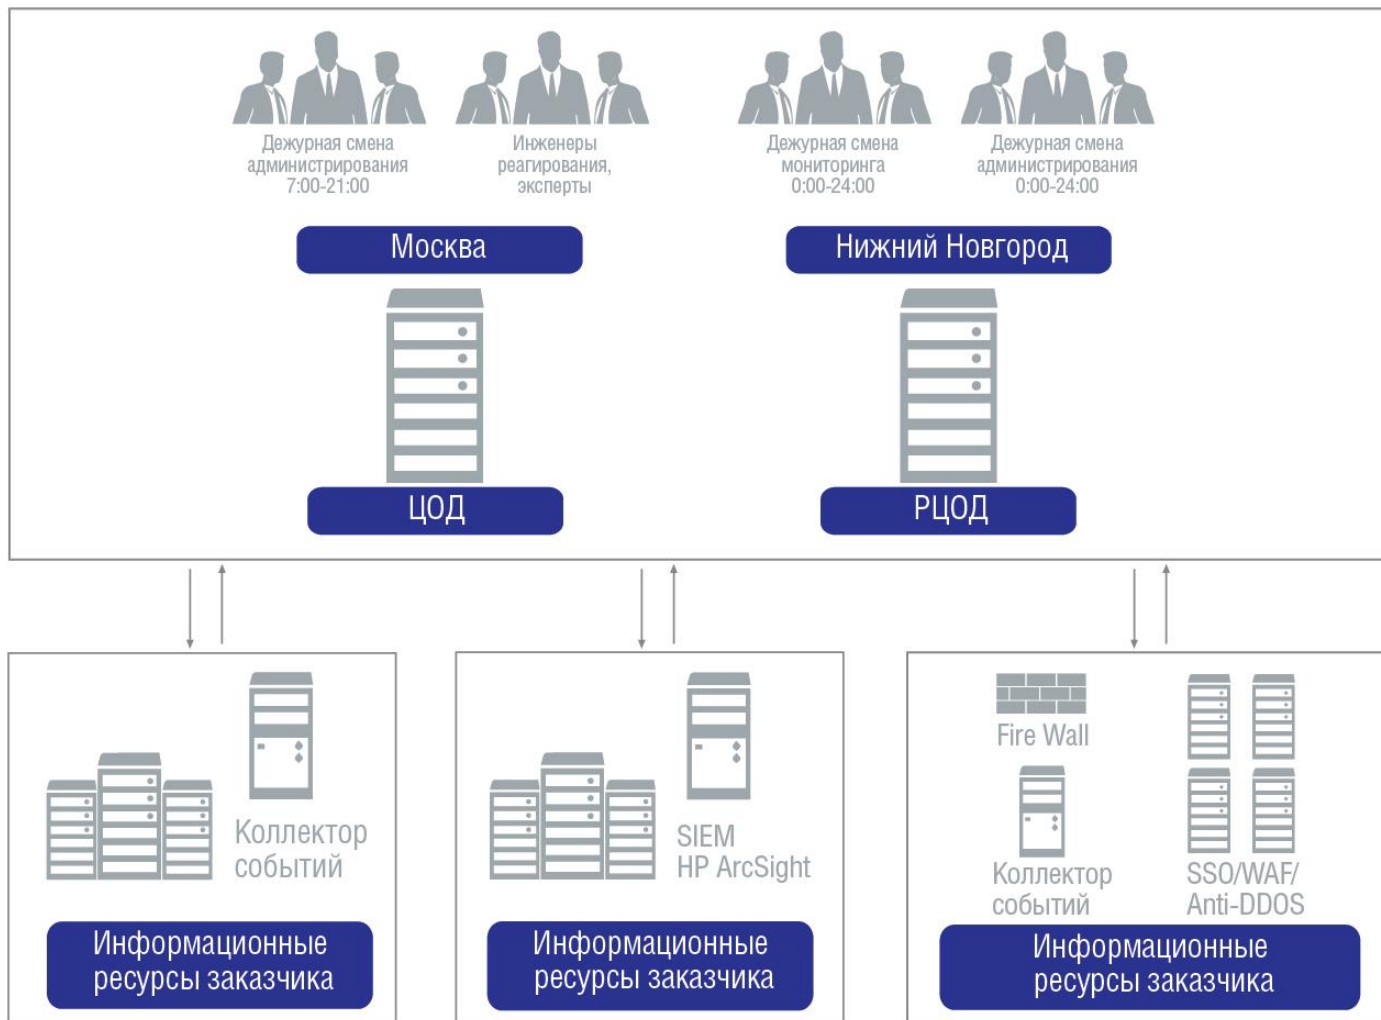 Дежурная смена
администрирования
7:00-21:00
Инженеры
реагирования,
эксперты
Дежурная смена
мониторинга
0:00-24:00
Дежурная смена
администрирования
0:00-24:00
Москва
Нижний Новгород
ЦОД
РЦОД
Коллектор
событий
Информационные
ресурсы заказчика
SIEM
HP ArcSight
Информационные
ресурсы заказчика
Fire Wall
Коллектор
событий
SSO/WAF/
Anti-DDOS
Информационные
ресурсы заказчика